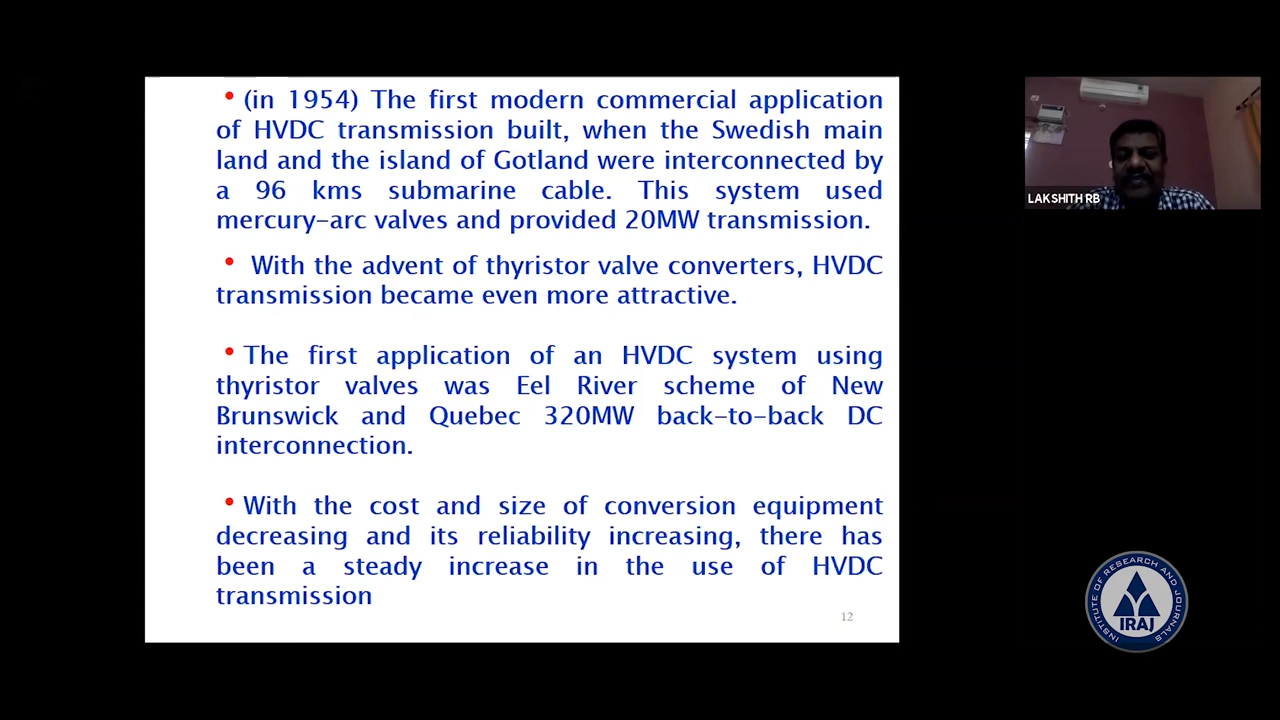 • (in 1954) The first modern commercial application
of HVDC transmission built, when the Swedish main
land and the island of Gotland were interconnected by
a 96 kms submarine cable. This system used
mercury-arc valves and provided 20MW transmission.
• With the advent of thyristor valve converters, HVDC
transmission became even more attractive.
• The first application of an HVDC system using
thyristor valves was Eel River scheme of New
Brunswick and Quebec 320MW back-to-back DC
interconnection.
• With the cost and size of conversion equipment
decreasing and its reliability increasing, there has
been a steady increase in the use of HVDC
transmission
12
LAKSHITH RB
INSTITUTE OF RESEARCH AND JOURNALS
IRAJ